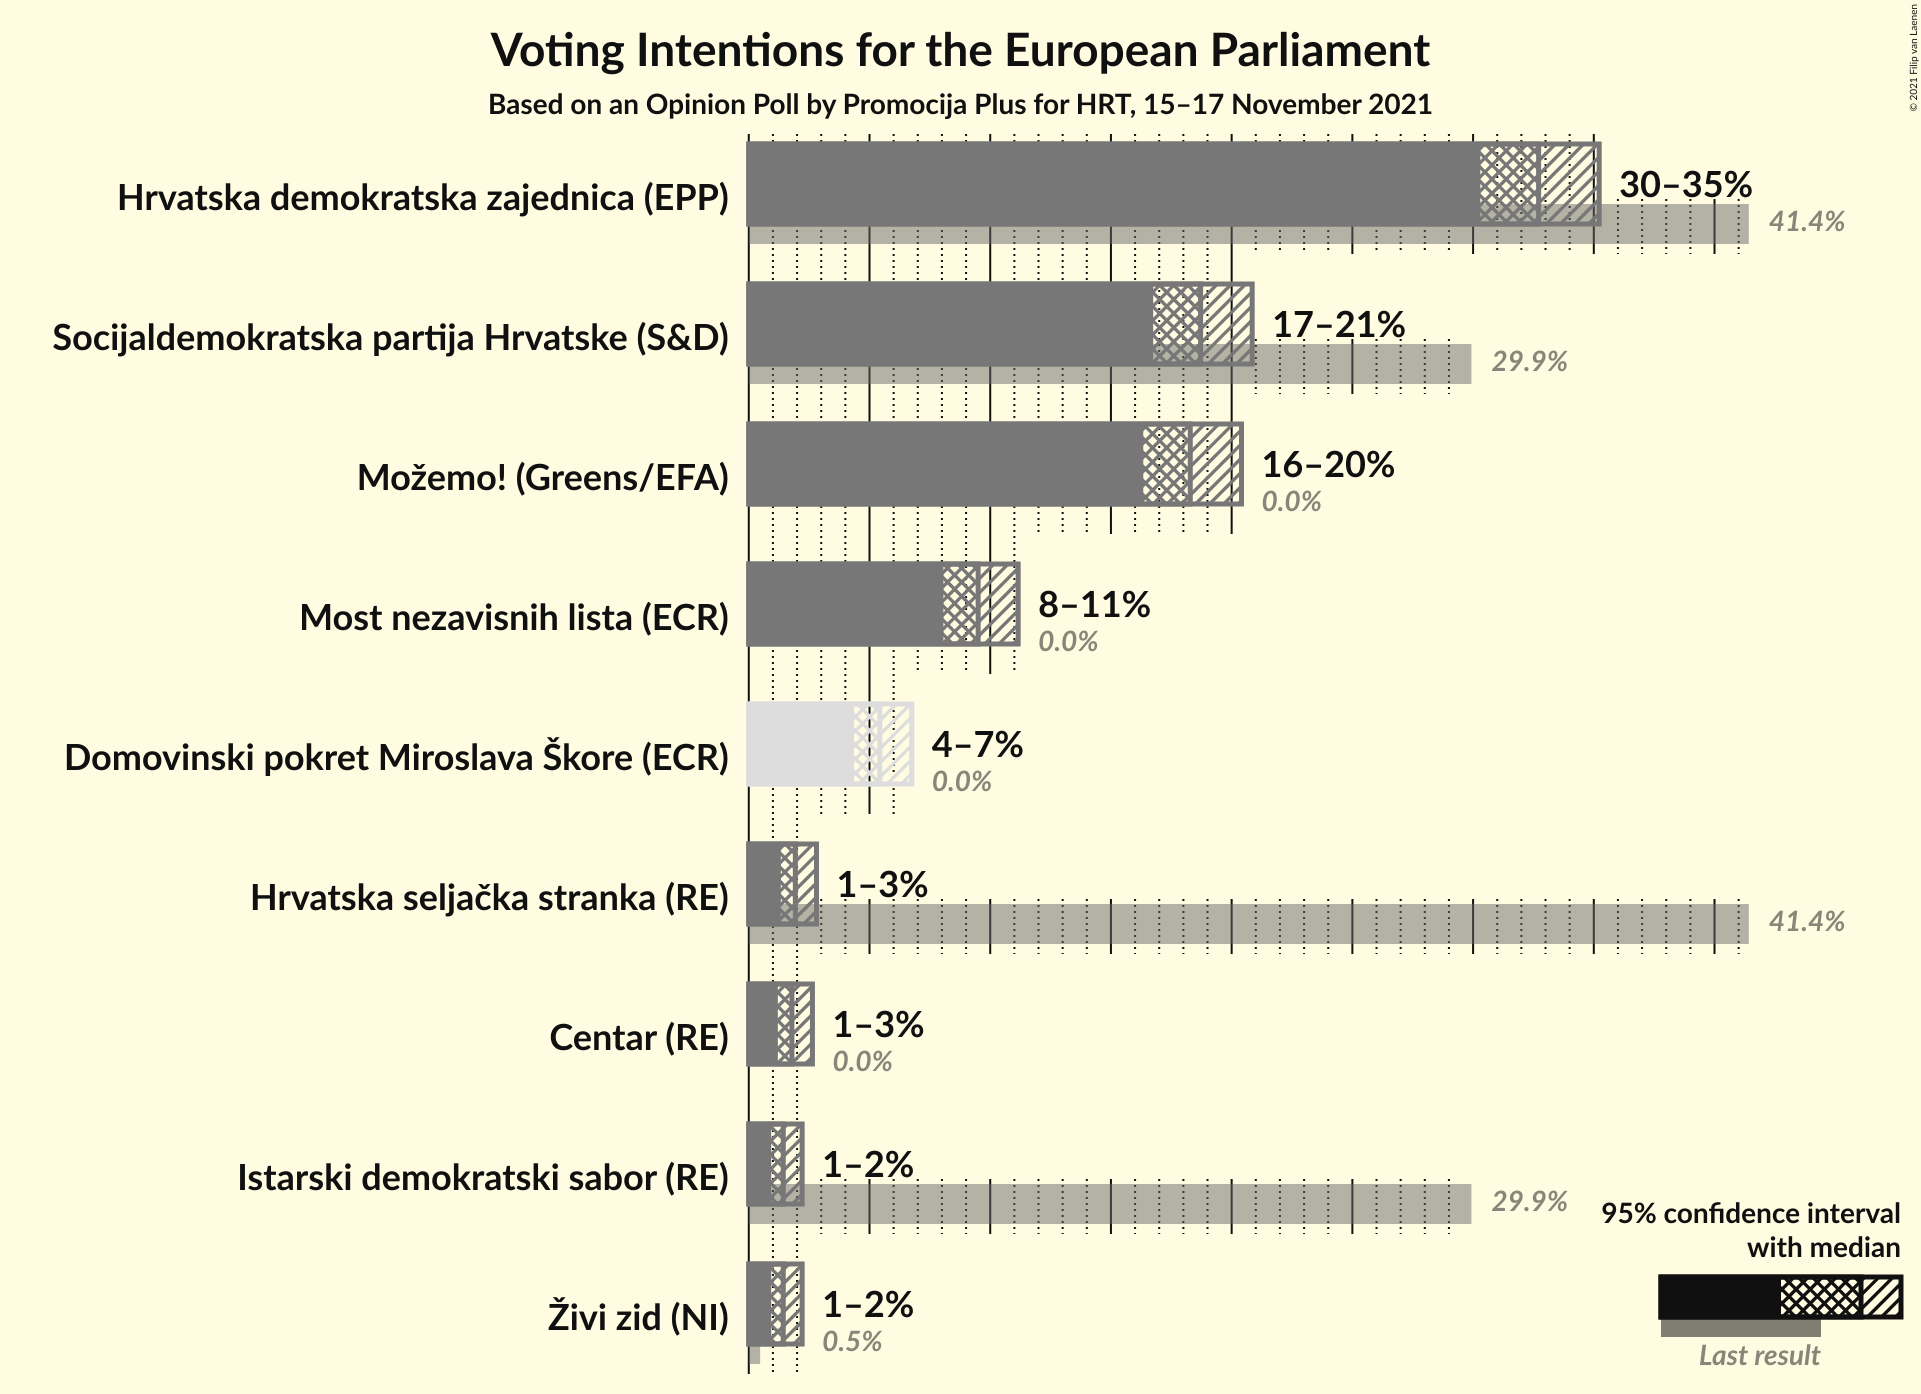 © 2021 Filip van Laenen
Voting Intentions for the European Parliament
Based on an Opinion Poll by Promocija Plus for HRT, 15–17 November 2021
Hrvatska demokratska zajednica (EPP)
30–35%
41.4%
Socijaldemokratska partija Hrvatske (S&D)
17–21%
29.9%
Možemo! (Greens/EFA)
16–20%
0.0%
Most nezavisnih lista (ECR)
8–11%
0.0%
Domovinski pokret Miroslava Škore (ECR)
4–7%
0.0%
Hrvatska seljačka stranka (RE)
1–3%
41.4%
Centar (RE)
1–3%
0.0%
Istarski demokratski sabor (RE)
1–2%
29.9%
Živi zid (NI)
1–2%
0.5%
95% confidence interval
with median
Last result